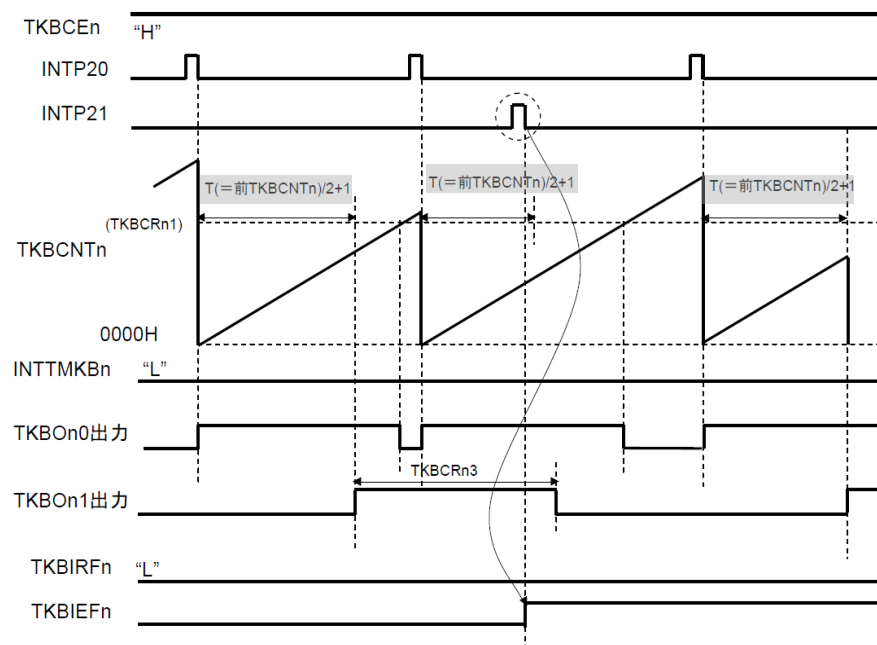 TKBCEn "H"
INTP20
INTP21
T(=前TKBCNTn)/2+1
T(=前TKBCNTn)/2+1
T(=前TKBCNTn)/2+1
(TKBCRn1)
TKBCNTn
0000H
INTTMKBn "L"
TKBOn0出力
TKBCRn3
TKBOn1出力
TKBIRFn "L"
TKBIEFn